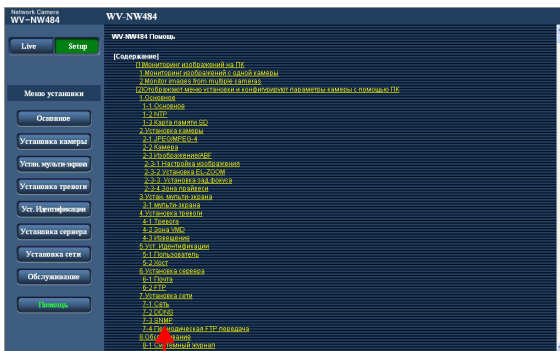 Network Camera
WV-NW484
WV-NW484
Live
Setup
Меню установки
Основное
Установка камеры
Устан. мульти-экрана
Установка тревоги
Уст. Идентификации
Установка сервера
Установка сети
Обслуживание
Помощь
WV-NW484 Помощь
[Содержание]
[1]Мониторинг изображений на ПК
1.Мониторинг изображений с одной камеры
2.Monitor images from multiple cameras
[2]Отображают меню установки и конфигурируют параметры камеры с помощью ПК
1.Основное
1-1 Основное
1-2 NTP
1-3 Карта памяти SD
2.Установка камеры
2-1 JPEG/MPEG-4
2-2 Камера
2-3 Изображение/ABF
2-3-1 Настройка изображения
2-3-2 Установка EL-ZOOM
2-3-3 Установка зад.фокуса
2-3-4 Зона прайвеси
3.Устан. мульти-экрана
3-1 мульти-экрана
4.Установка тревоги
4-1 Тревога
4-2 Зона VMD
4-3 Извещение
5.Уст. Идентификации
5-1 Пользователь
5-2 Хост
6.Установка сервера
6-1 Почта
6-2 FTP
7.Установка сети
7-1 Сеть
7-2 DDNS
7-3 SNMP
7-4 Периодическая FTP передача
8.Обслуживание
8-1 Системный журнал